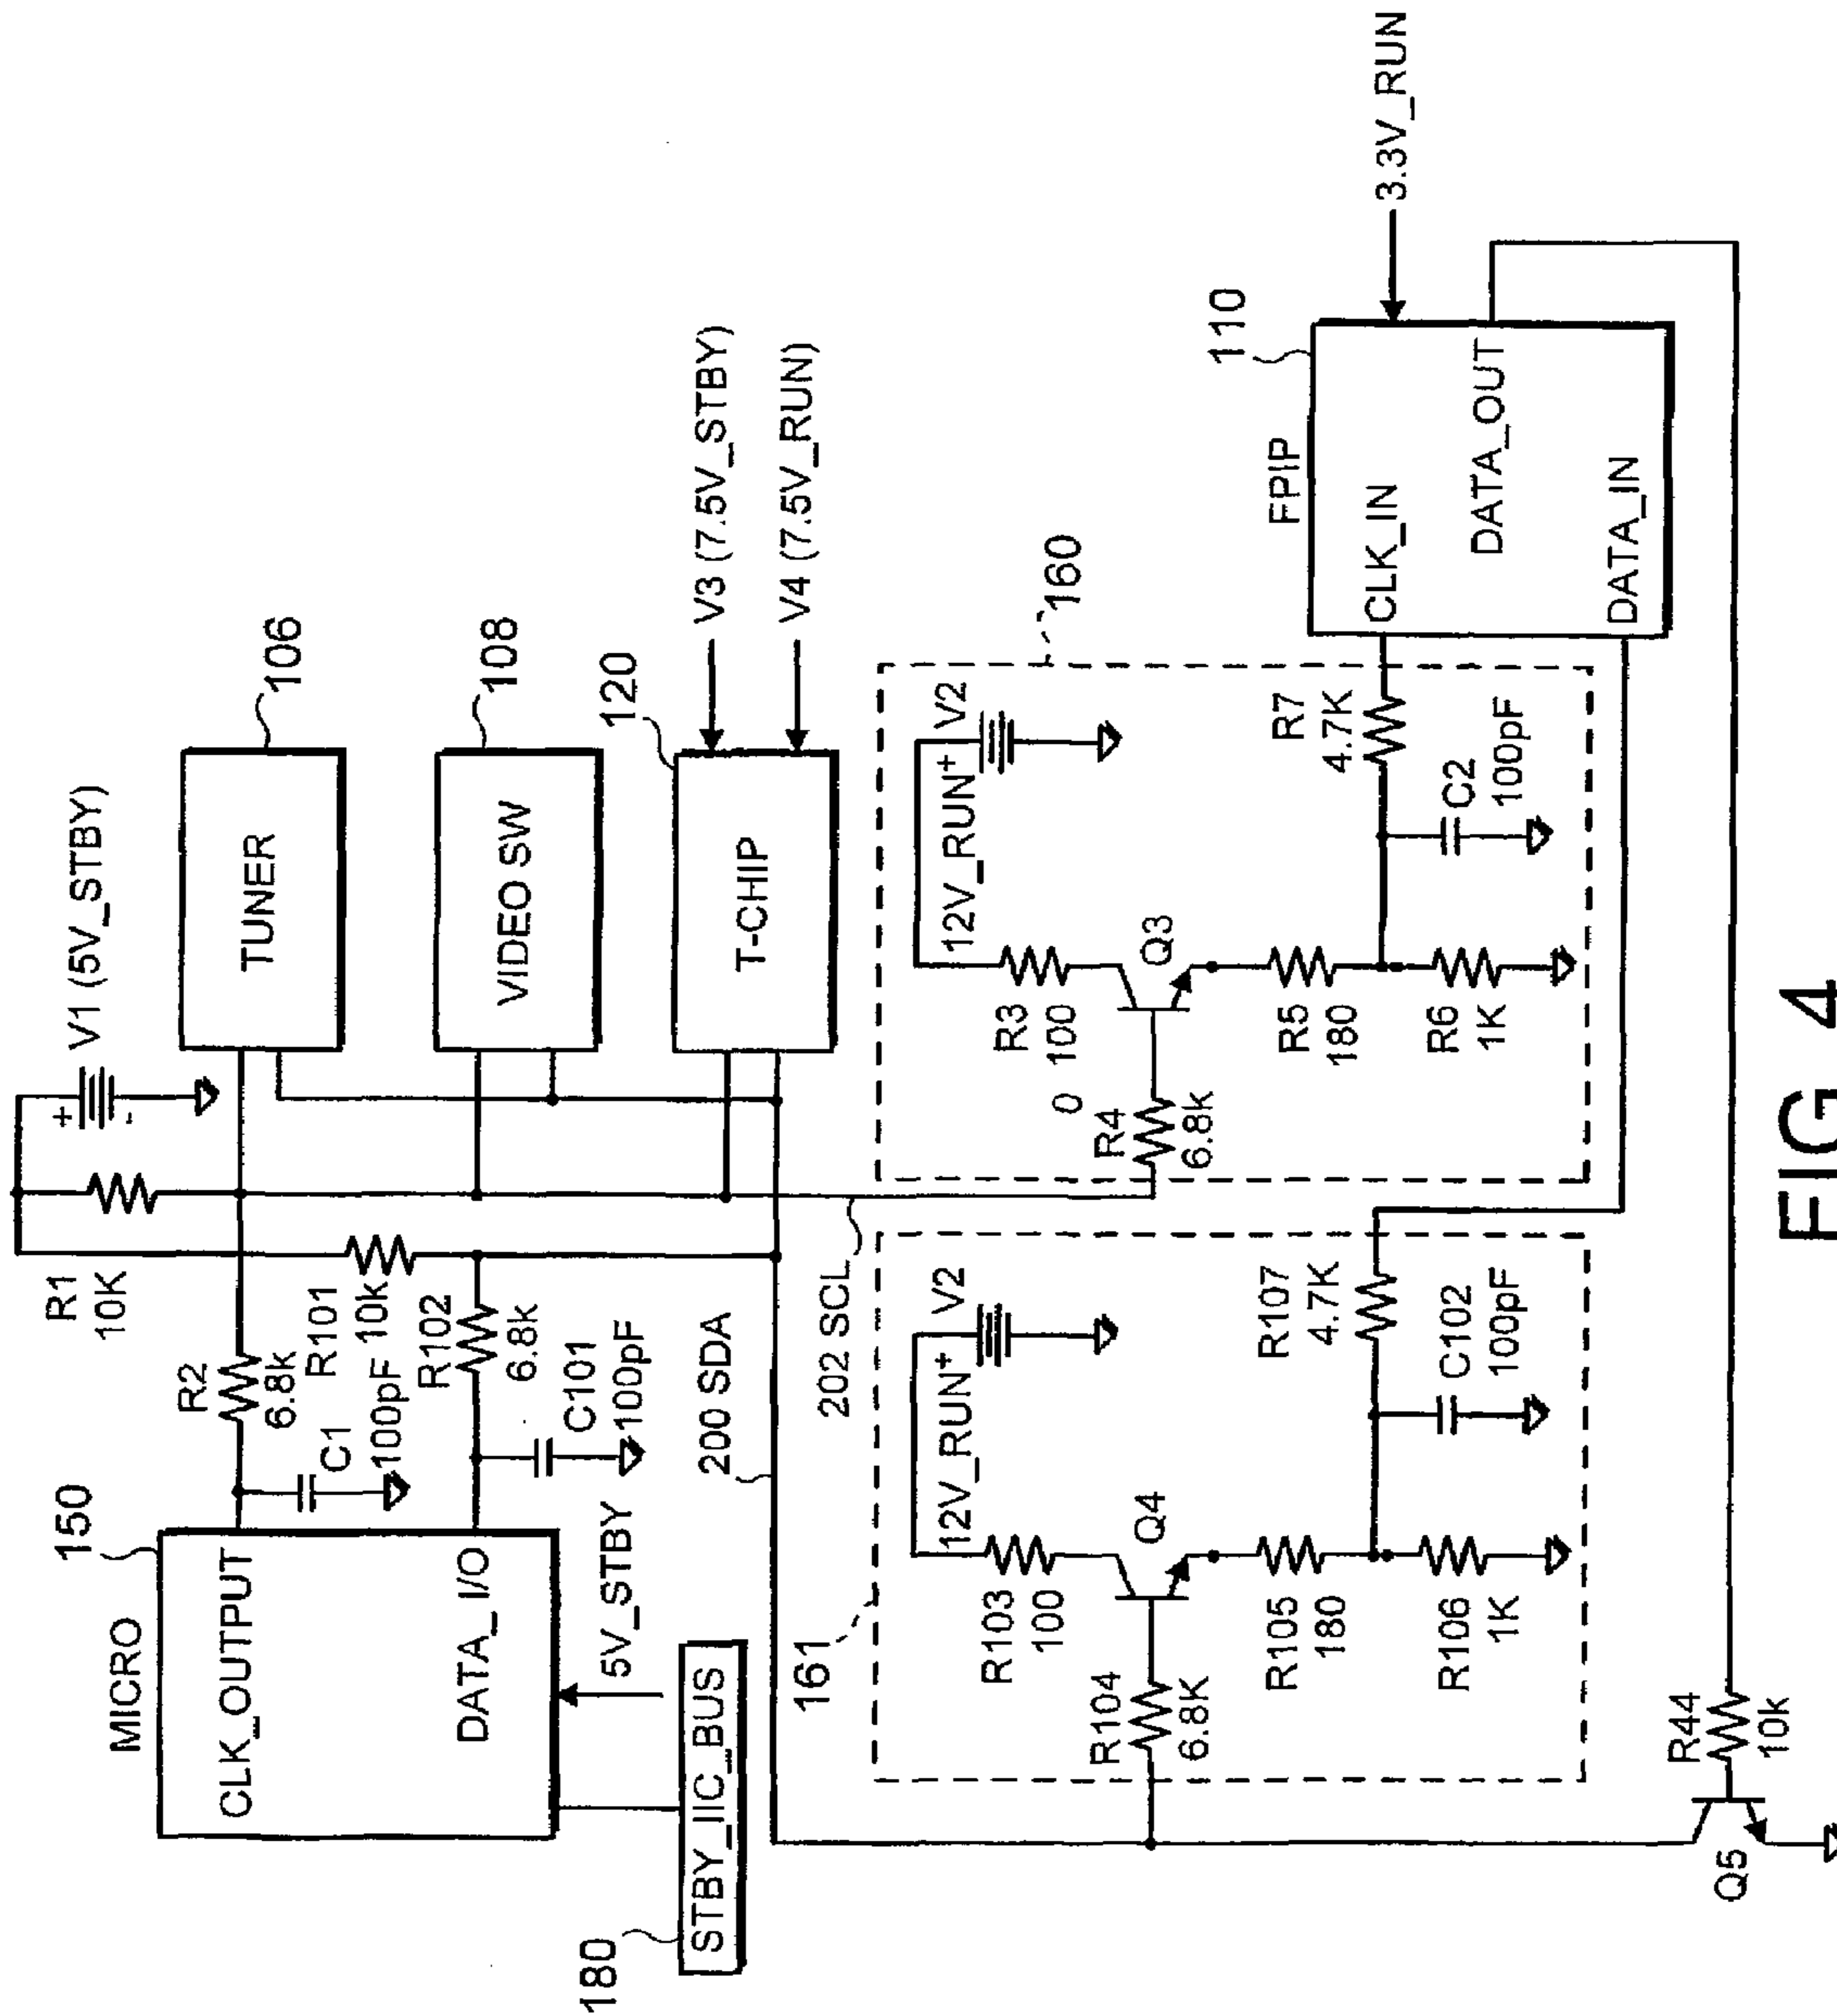 V1 (5V_STBY)
+
-
R1
10K
TUNER
106
VIDEO SW
108
T-CHIP
120
V3 (7.5V_STBY)
V4 (7.5V_RUN)
MICRO
150
CLK_OUTPUT
DATA_I/O
5V_STBY
180
STBY_IIC_BUS
R2
6.8k
C1
100pF
R101
10k
R102
6.8k
C101
100pF
200 SDA
202 SCL
161
12V_RUN
+
V2
R103
100
Q4
R104
6.8K
R105
180
R106
1K
R107
4.7K
C102
100pF
160
12V_RUN
+
V2
R3
100
Q3
0
R4
6.8k
R5
180
R6
1K
R7
4.7K
C2
100pF
FPIP
110
CLK_IN
DATA_OUT
DATA_IN
3.3V_RUN
R44
10k
Q5
FIG 4